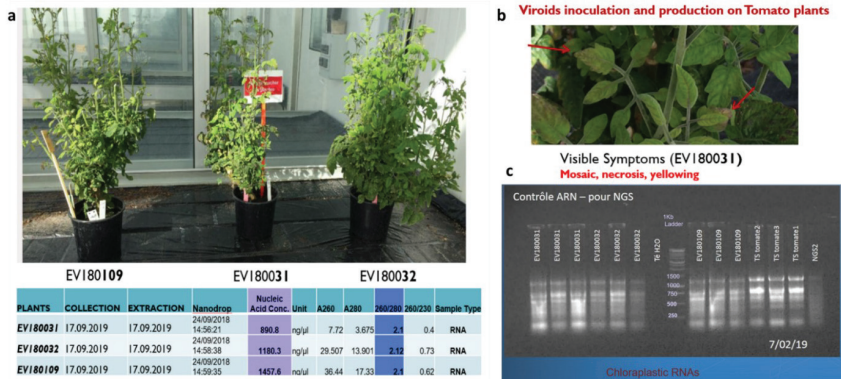 a
EV180109 EV180031 EV180032
PLANTS COLLECTION EXTRACTION Nanodrop Nucleic Acid Conc. Unit A260 A280 260/280 260/230 Sample Type
EV180031 17.09.2019 17.09.2019 24/09/2018 14:56:21 890.8 ng/µl 7.72 3.675 2.1 0.4 RNA
EV180032 17.09.2019 17.09.2019 24/09/2018 14:58:38 1180.3 ng/µl 29.507 13.901 2.12 0.73 RNA
EV180109 17.09.2019 17.09.2019 24/09/2018 14:59:35 1457.6 ng/µl 36.44 17.33 2.1 0.62 RNA
b
Viroids inoculation and production on Tomato plants
Visible Symptoms (EV180031)
Mosaic, necrosis, yellowing
c
Contrôle ARN – pour NGS
EV180031
EV180031
EV180031
EV180032
EV180032
EV180032
Te H2O
1Kb
Ladder
EV180109
EV180109
EV180109
TS tomate2
TS tomate3
TS tomate1
NGS2
1500
1000
750
500
7/02/19
Chloraplastic RNAs